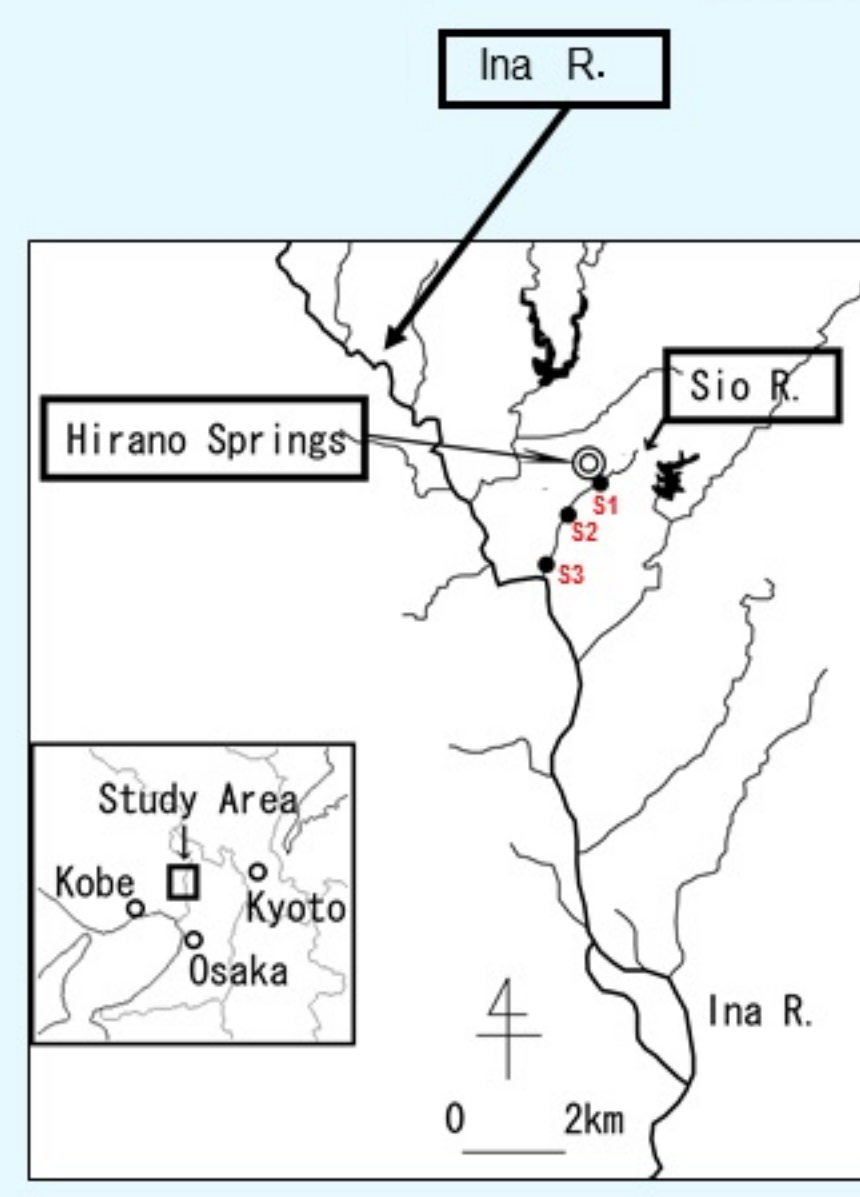 Ina R.
Sio R.
Hirano Springs
S1
S2
S3
Study Area
Kobe
Kyoto
Osaka
Ina R.
0 2km